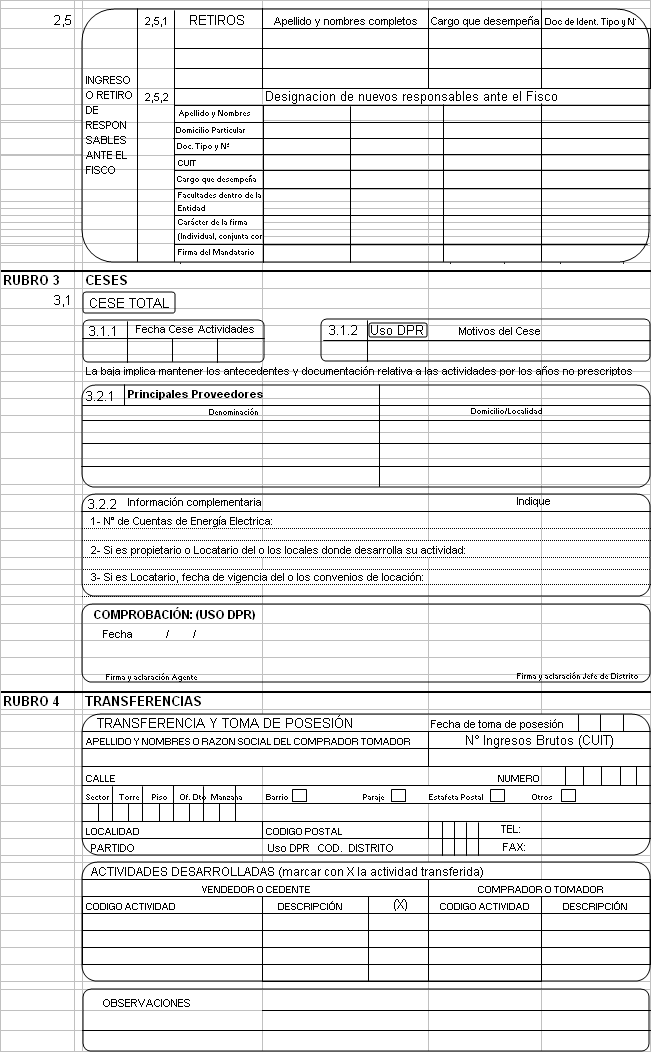 2,5 2,5,1 RETIROS Apellido y nombres completos Cargo que desempeña Doc de Ident. Tipo y N
INGRESO
O RETIRO 2,5,2 Designacion de nuevos responsables ante el Fisco
DE
RESPON
SABLES
ANTE EL
FISCO
Apellido y Nombres
Domicilio Particular
Doc. Tipo y Nº
CUIT
Cargo que desempeña
Facultades dentro de la
Entidad
Carácter de la firma
(Individual, conjunta con
Firma del Mandatario
RUBRO 3 CESES
3,1 CESE TOTAL
3.1.1 Fecha Cese Actividades 3.1.2 Uso DPR Motivos del Cese
La baja implica mantener los antecedentes y documentación relativa a las actividades por los años no prescriptos
3.2.1 Principales Proveedores
Denominación Domicilio/Localidad
3.2.2 Información complementaria Indique
1- N° de Cuentas de Energía Electrica:
2- Si es propietario o Locatario del o los locales donde desarrolla su actividad:
3- Si es Locatario, fecha de vigencia del o los convenios de locación:
COMPROBACIÓN: (USO DPR)
Fecha / /
Firma y aclaración Agente Firma y aclaración Jefe de Distrito
RUBRO 4 TRANSFERENCIAS
TRANSFERENCIA Y TOMA DE POSESIÓN Fecha de toma de posesión
APELLIDO Y NOMBRES O RAZON SOCIAL DEL COMPRADOR TOMADOR N° Ingresos Brutos (CUIT)
CALLE NUMERO
Sector Torre Piso Of. Dto Manzana Barrio Paraje Estafeta Postal Otros
LOCALIDAD CODIGO POSTAL TEL:
PARTIDO Uso DPR COD. DISTRITO FAX:
ACTIVIDADES DESARROLLADAS (marcar con X la actividad transferida)
VENDEDOR O CEDENTE COMPRADOR O TOMADOR
CODIGO ACTIVIDAD DESCRIPCIÓN (X) CODIGO ACTIVIDAD DESCRIPCIÓN
OBSERVACIONES